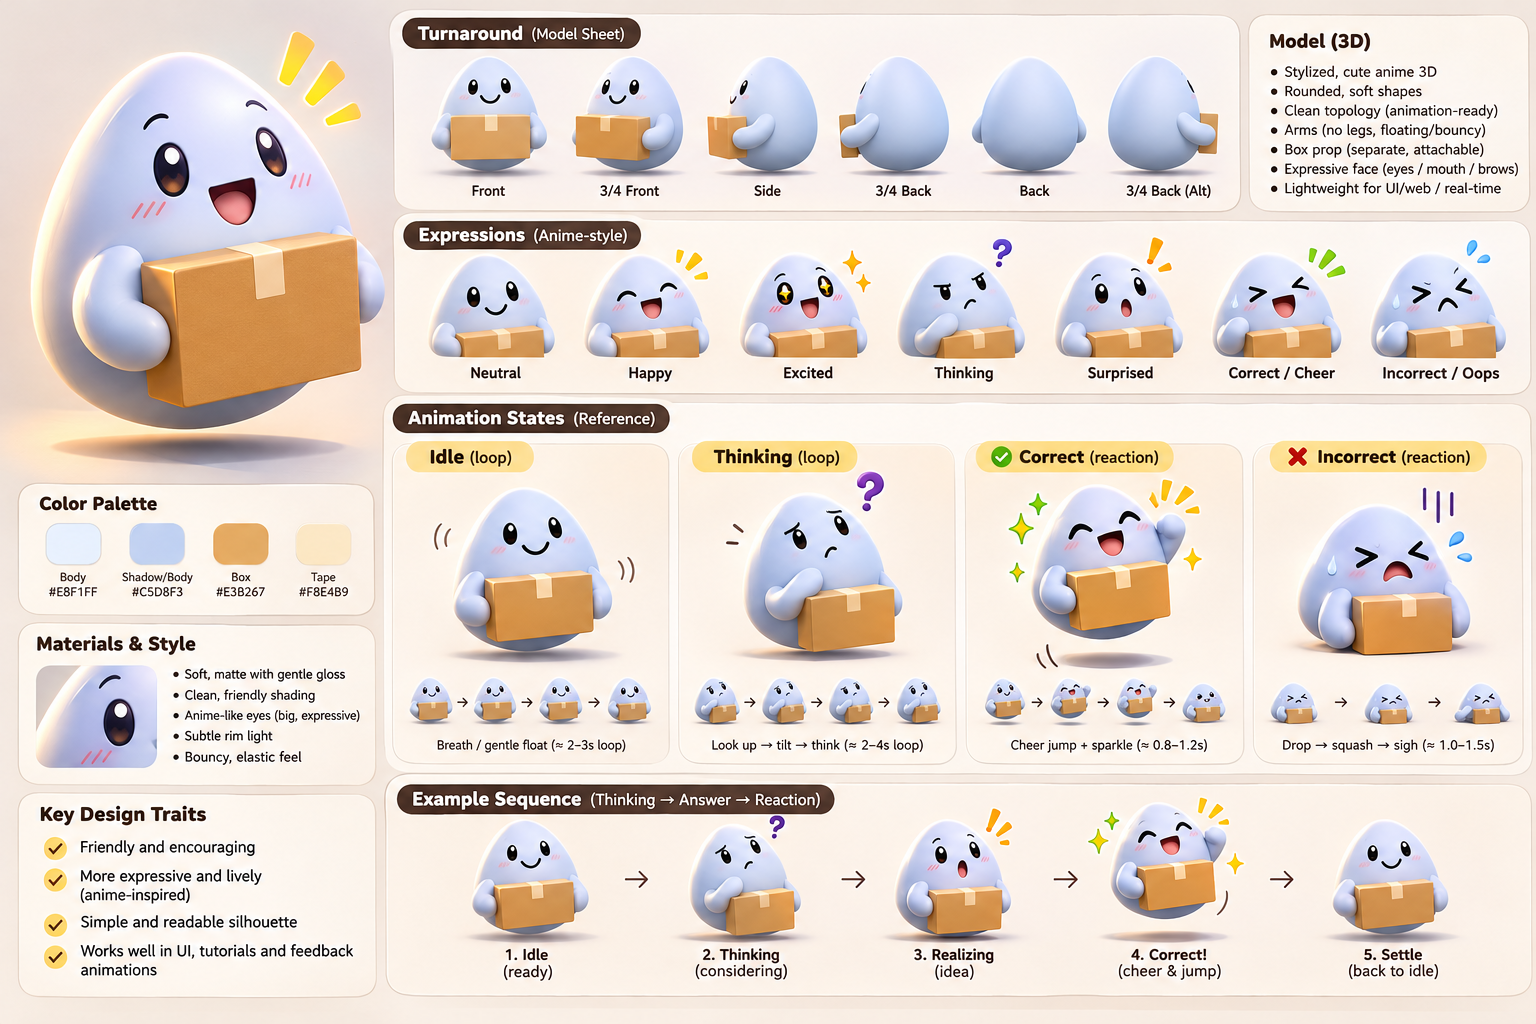 Turnaround (Model Sheet)
Front
3/4 Front
Side
3/4 Back
Back
3/4 Back (Alt)
Model (3D)
• Stylized, cute anime 3D
• Rounded, soft shapes
• Clean topology (animation-ready)
• Arms (no legs, floating/bouncy)
• Box prop (separate, attachable)
• Expressive face (eyes / mouth / brows)
• Lightweight for UI/web / real-time
Expressions (Anime-style)
?
!
Neutral
Happy
Excited
Thinking
Surprised
Correct / Cheer
Incorrect / Oops
Animation States (Reference)
Idle (loop)
Breath / gentle float (≈ 2–3s loop)
Thinking (loop)
?
Look up → tilt → think (≈ 2–4s loop)
Correct (reaction)
Cheer jump + sparkle (≈ 0.8–1.2s)
Incorrect (reaction)
Drop → squash → sigh (≈ 1.0–1.5s)
Color Palette
Body
#E8F1FF
Shadow/Body
#C5D8F3
Box
#E3B267
Tape
#F8E4B9
Materials & Style
• Soft, matte with gentle gloss
• Clean, friendly shading
• Anime-like eyes (big, expressive)
• Subtle rim light
• Bouncy, elastic feel
Key Design Traits
Friendly and encouraging
More expressive and lively
(anime-inspired)
Simple and readable silhouette
Works well in UI, tutorials and feedback
animations
Example Sequence (Thinking → Answer → Reaction)
?
1. Idle
(ready)
2. Thinking
(considering)
3. Realizing
(idea)
4. Correct!
(cheer & jump)
5. Settle
(back to idle)